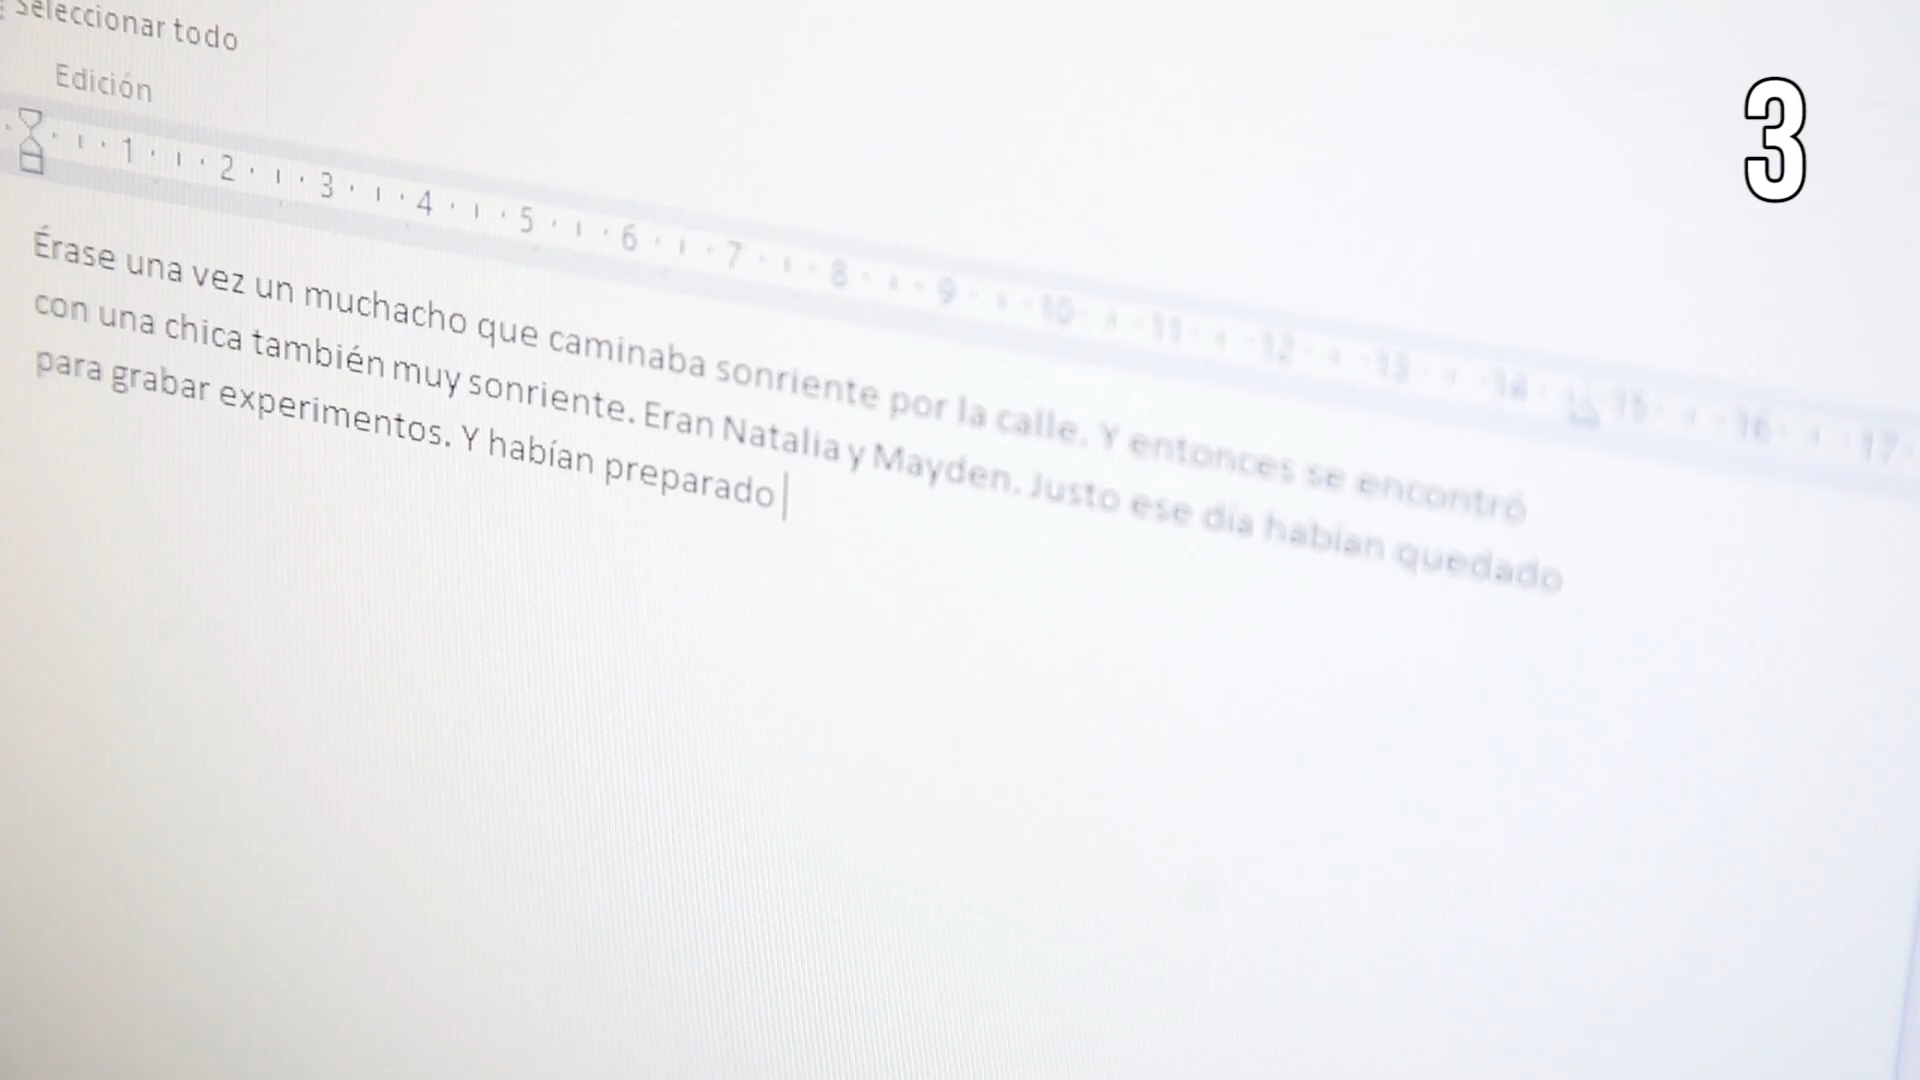 Seleccionar todo
Edición
1 2 3 4 5 6 7 8 9 10 11 12 13 14 15 16 17
3
Érase una vez un muchacho que caminaba sonriente por la calle. Y entonces se encontró
con una chica también muy sonriente. Eran Natalia y Mayden. Justo ese día habían quedado
para grabar experimentos. Y habían preparado